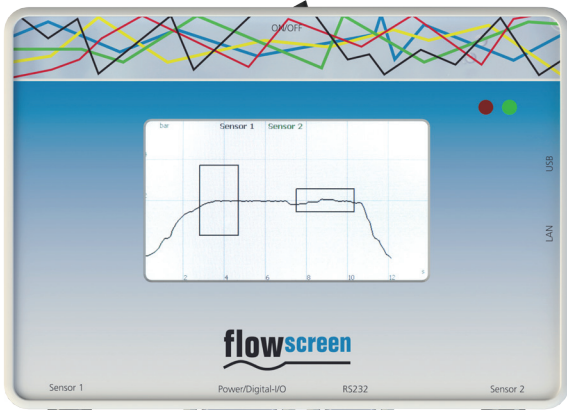 ON/OFF
bar Sensor 1 Sensor 2
USB
LAN
2 4 6 8 10 12 s
flowscreen
Sensor 1 Power/Digital-I/O RS232 Sensor 2